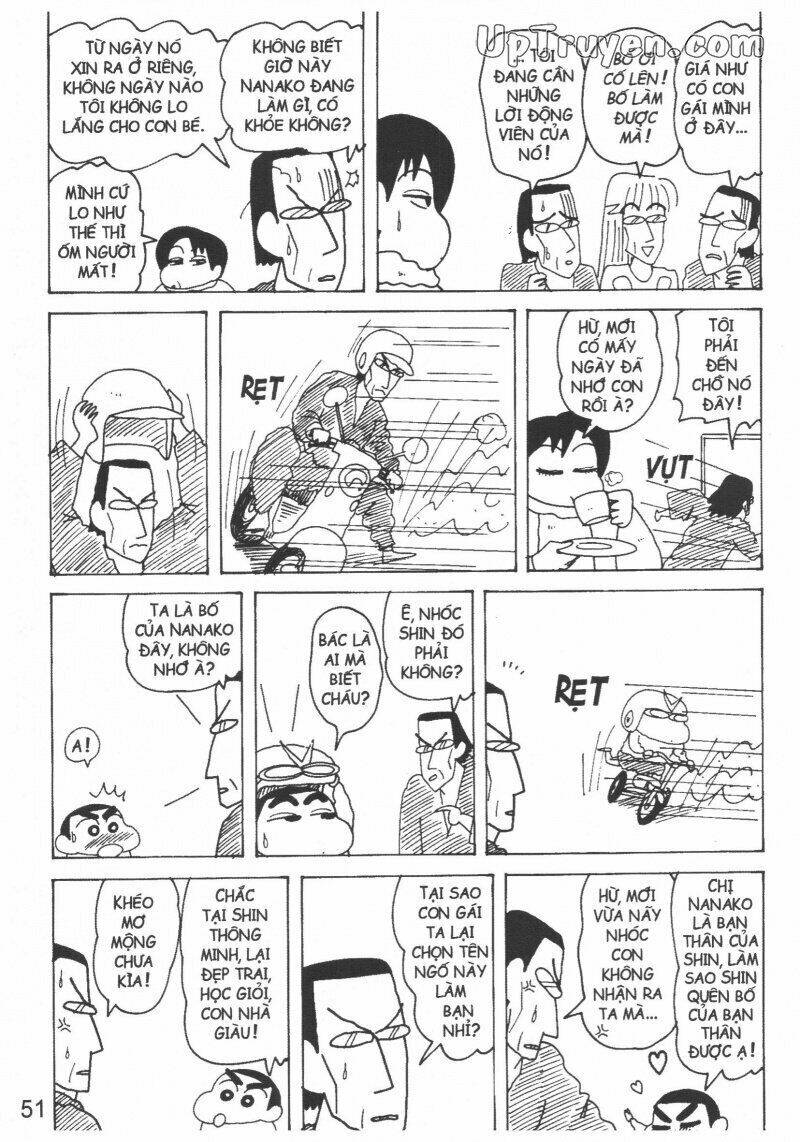 UpTruyen.com
GIÁ NHƯ
CÓ CON
GÁI MÌNH
Ở ĐÂY...
BỐ ƠI
CỐ LÊN!
BỐ LÀM
ĐƯỢC
MÀ!
... TÔI
ĐANG CẦN
NHỮNG
LỜI ĐỘNG
VIÊN CỦA
NÓ!
KHÔNG BIẾT
GIỜ NÀY
NANAKO ĐANG
LÀM GÌ, CÓ
KHỎE KHÔNG?
TỪ NGÀY NÓ
XIN RA Ở RIÊNG,
KHÔNG NGÀY NÀO
TÔI KHÔNG LO
LẮNG CHO CON BÉ.
MÌNH CỨ
LO NHƯ
THẾ THÌ
ỐM NGƯỜI
MẤT!
TÔI
PHẢI
ĐẾN
CHỖ NÓ
ĐÂY!
HỪ, MỚI
CÓ MẤY
NGÀY ĐÃ
NHỚ CON
RỒI À?
VỤT
RẸT
RẸT
Ê, NHÓC
SHIN ĐÓ
PHẢI
KHÔNG?
BÁC LÀ
AI MÀ
BIẾT
CHÁU?
TA LÀ BỐ
CỦA NANAKO
ĐÂY, KHÔNG
NHỚ À?
A!
CHỊ
NANAKO
LÀ BẠN
THÂN CỦA
SHIN, LÀM
SAO SHIN
QUÊN BỐ
CỦA BẠN
THÂN
ĐƯỢC Ạ!
HỪ, MỚI
VỪA NÃY
NHÓC
CON
KHÔNG
NHẬN RA
TA MÀ...
TẠI SAO
CON GÁI
TA LẠI
CHỌN TÊN
NGỐ NÀY
LÀM
BẠN
NHỈ?
CHẮC
TẠI SHIN
THÔNG
MINH, LẠI
ĐẸP TRAI,
HỌC GIỎI,
CON NHÀ
GIÀU!
KHÉO
MƠ
MỘNG
CHƯA
KÌA!
51